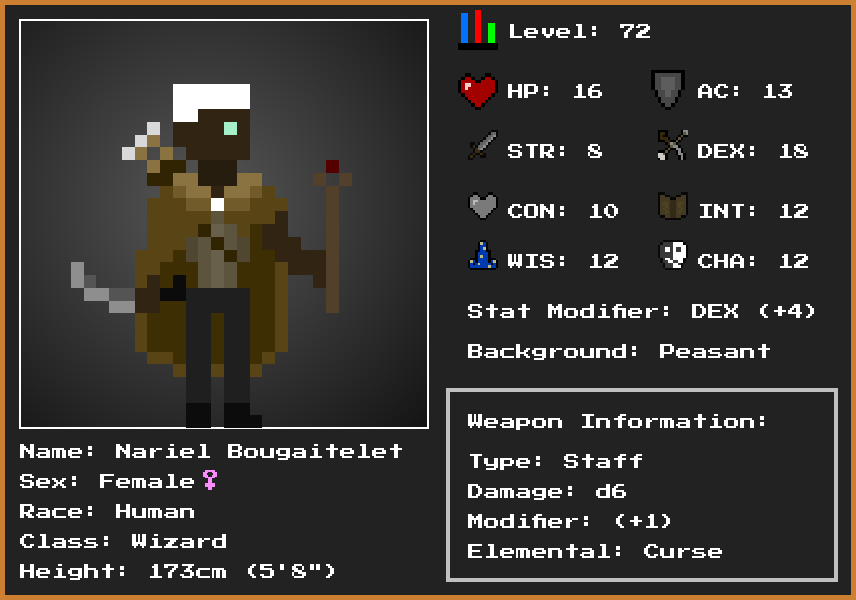 Level: 72
HP: 16
AC: 13
STR: 8
DEX: 18
CON: 10
INT: 12
WIS: 12
CHA: 12
Stat Modifier: DEX (+4)
Background: Peasant
Weapon Information:
Type: Staff
Damage: d6
Modifier: (+1)
Elemental: Curse
Name: Nariel Bougaitelet
Sex: Female♀
Race: Human
Class: Wizard
Height: 173cm (5'8")